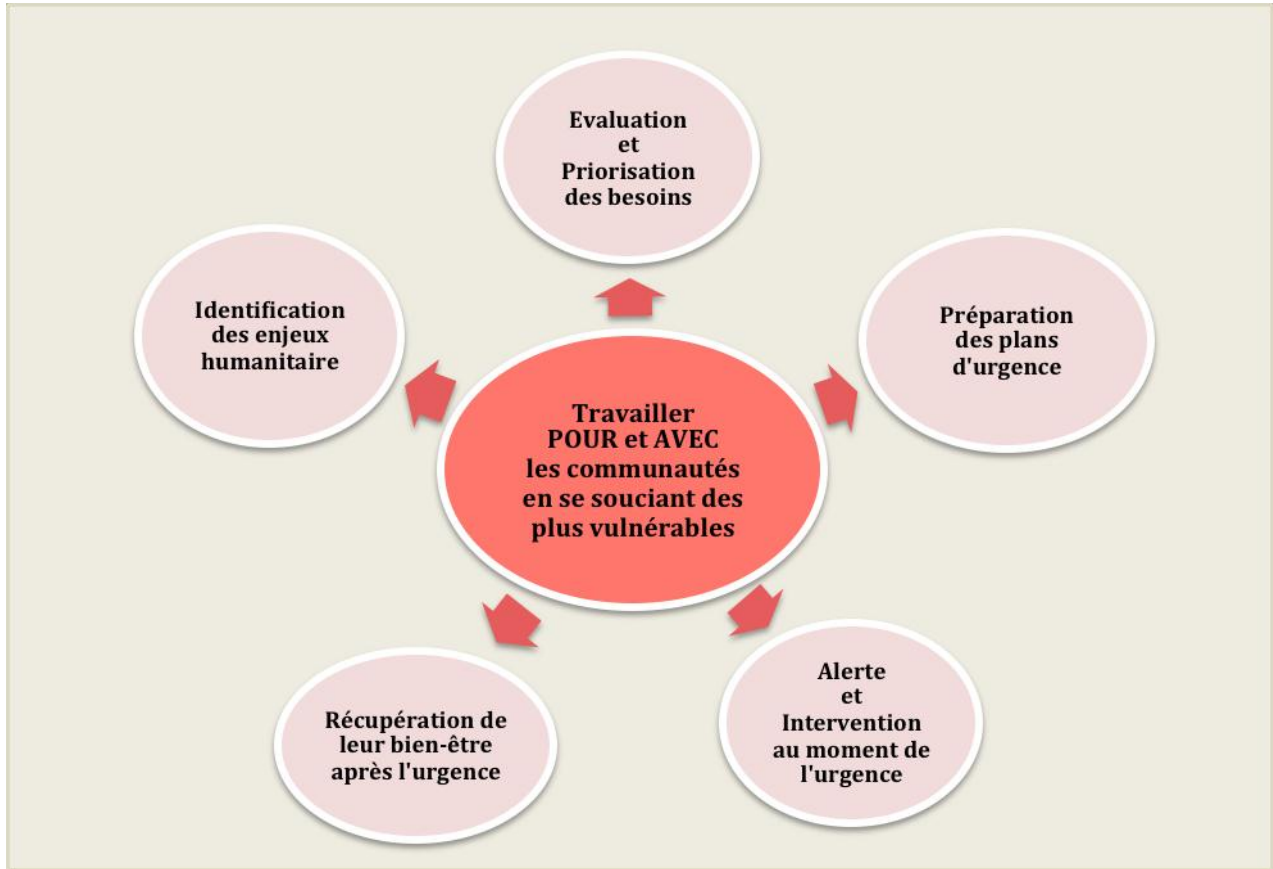 Evaluation
et
Priorisation
des besoins
Identification
des enjeux
humanitaire
Préparation
des plans
d'urgence
Travailler
POUR et AVEC
les communautés
en se souciant des
plus vulnérables
Récupération de
leur bien-être
après l'urgence
Alerte
et
Intervention
au moment de
l'urgence